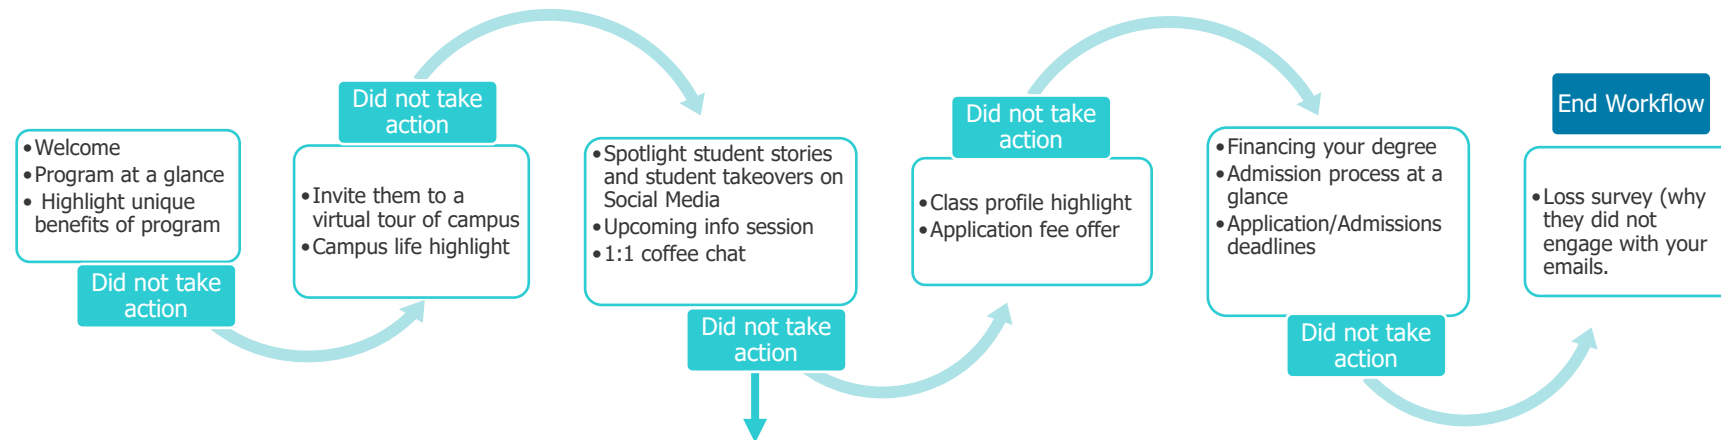 •Welcome
•Program at a glance
• Highlight unique
benefits of program
Did not take
action
Did not take
action
•Invite them to a
virtual tour of campus
•Campus life highlight
•Spotlight student stories
and student takeovers on
Social Media
•Upcoming info session
•1:1 coffee chat
Did not take
action
Did not take
action
•Class profile highlight
•Application fee offer
•Financing your degree
•Admission process at a
glance
•Application/Admissions
deadlines
Did not take
action
End Workflow
•Loss survey (why
they did not
engage with your
emails.